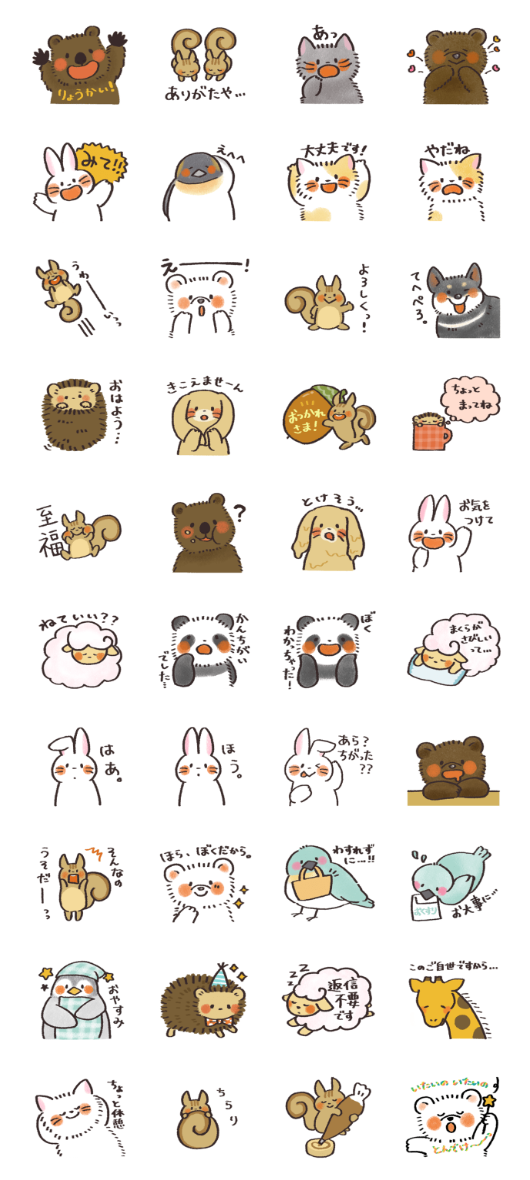 りょうかい!
ありがたや…
あっ
みて!!
えへへ
大丈夫です!
やだね
うわーーいっっ
えーーー!
よろしくっ!
てへぺろ。
おはよう…
きこえませーん
おつかれ
さま!
ちょっと
まってね
至福
?
とけそう…
お気を
つけて
ねていい??
かんちがい
でした…
ぼく
わかっちゃった!
まくらが
さびしい
って…
はあ。
ほう。
あら?
ちがった
??
そんなの
うそだーーっっ
ほら、ぼくだから。
わすれずに…!!
お大事に…
おやすみ
zzz
返信
不要
です
このご時世ですから…
ちょっと休憩
ちらり
いたいの いたいの
とんでけー